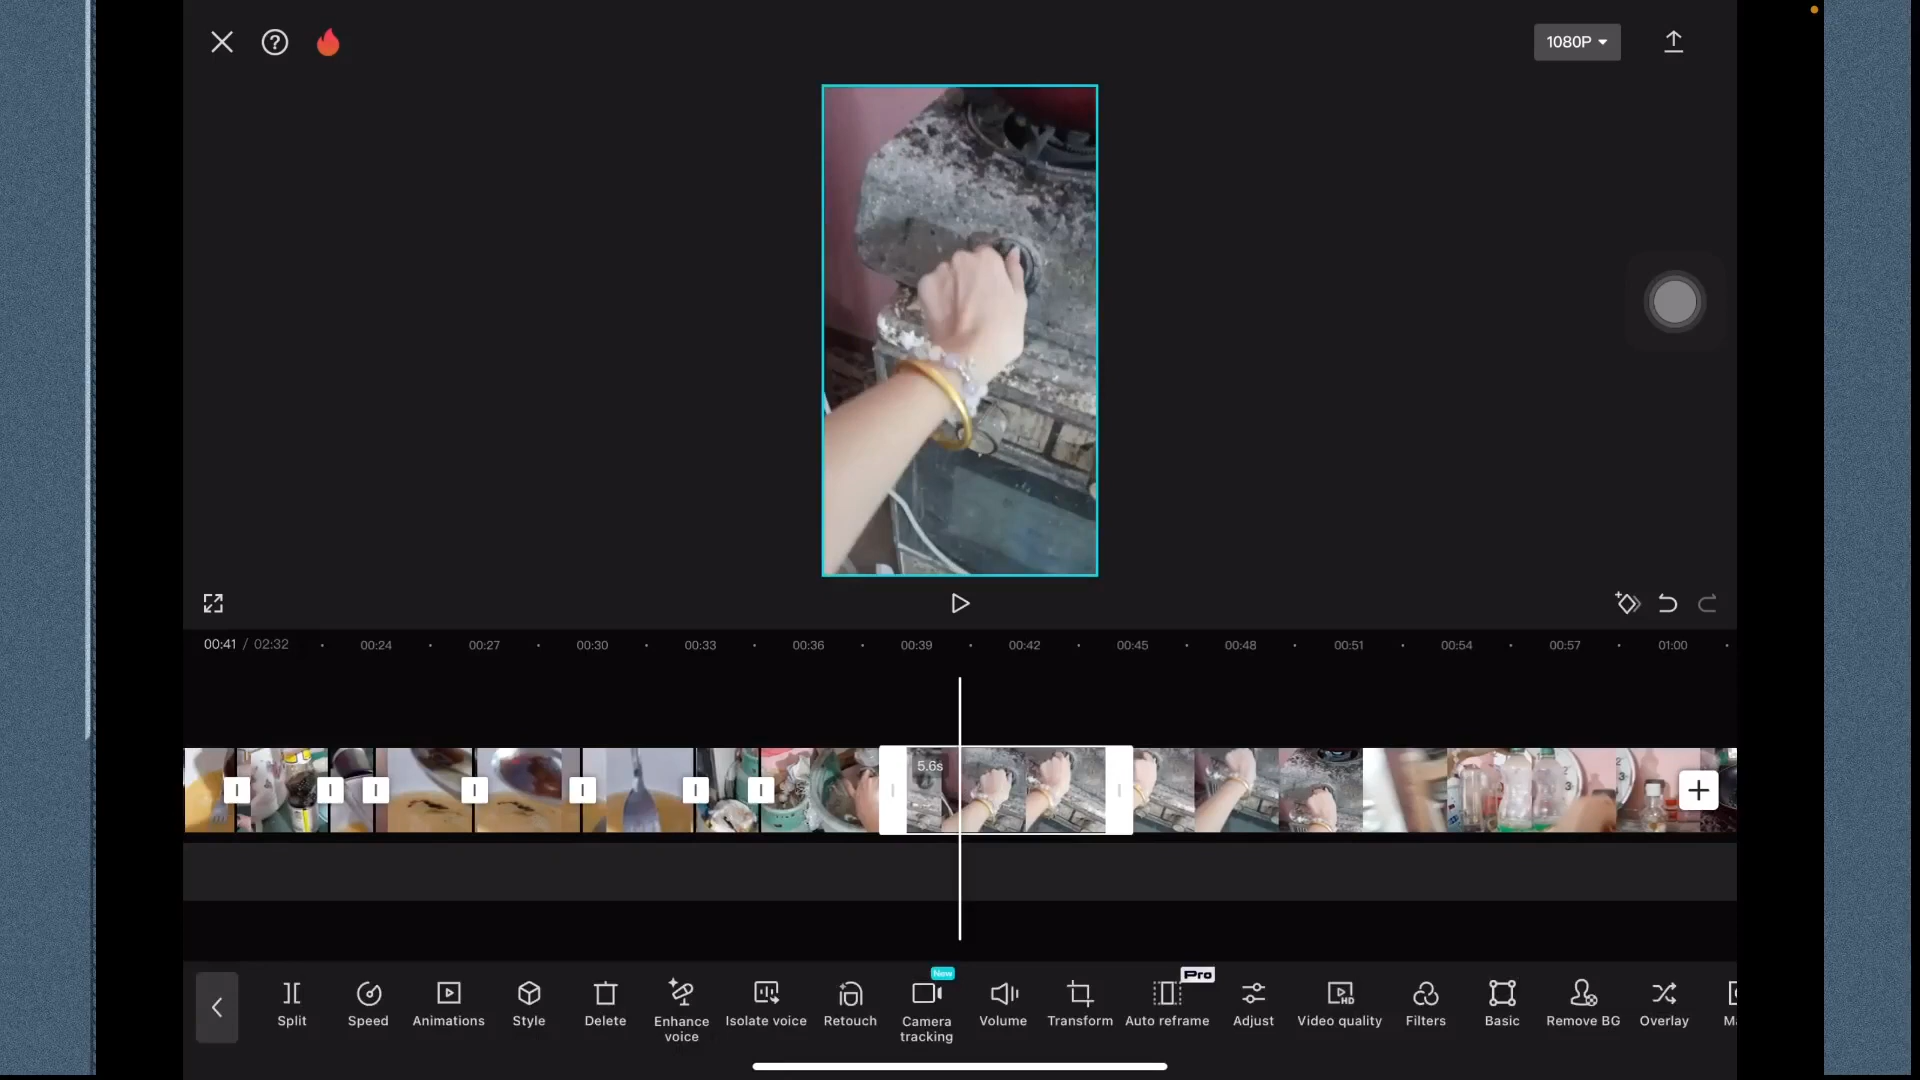 1080P
00:41 / 02:32
00:24 00:27 00:30 00:33 00:36 00:39 00:42 00:45 00:48 00:51 00:54 00:57 01:00
5.6s
New
Pro
HD
Split Speed Animations Style Delete Enhance voice Isolate voice Retouch Camera tracking Volume Transform Auto reframe Adjust Video quality Filters Basic Remove BG Overlay